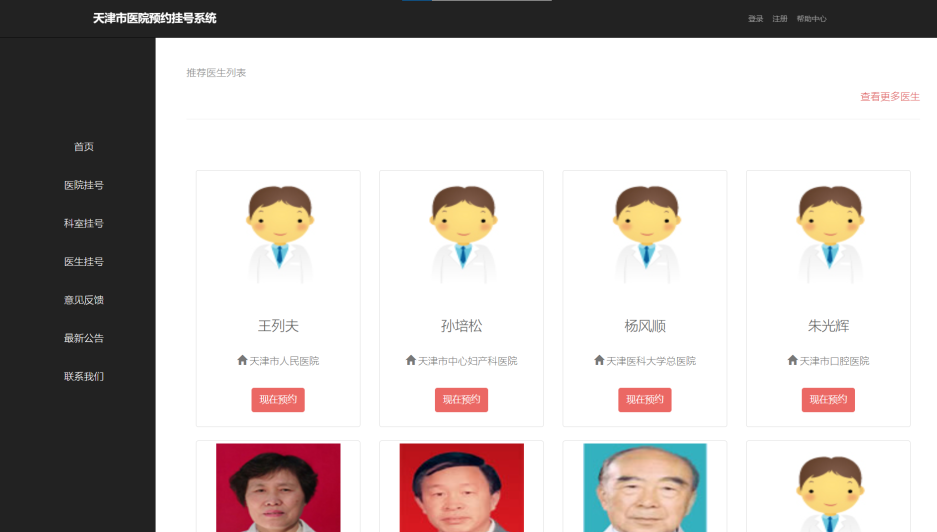 天津市医院预约挂号系统
登录 注册 帮助中心
首页
医院挂号
科室挂号
医生挂号
意见反馈
最新公告
联系我们
推荐医生列表
查看更多医生
王列夫
天津市人民医院
现在预约
孙培松
天津市中心妇产科医院
现在预约
杨风顺
天津医科大学总医院
现在预约
朱光辉
天津市口腔医院
现在预约